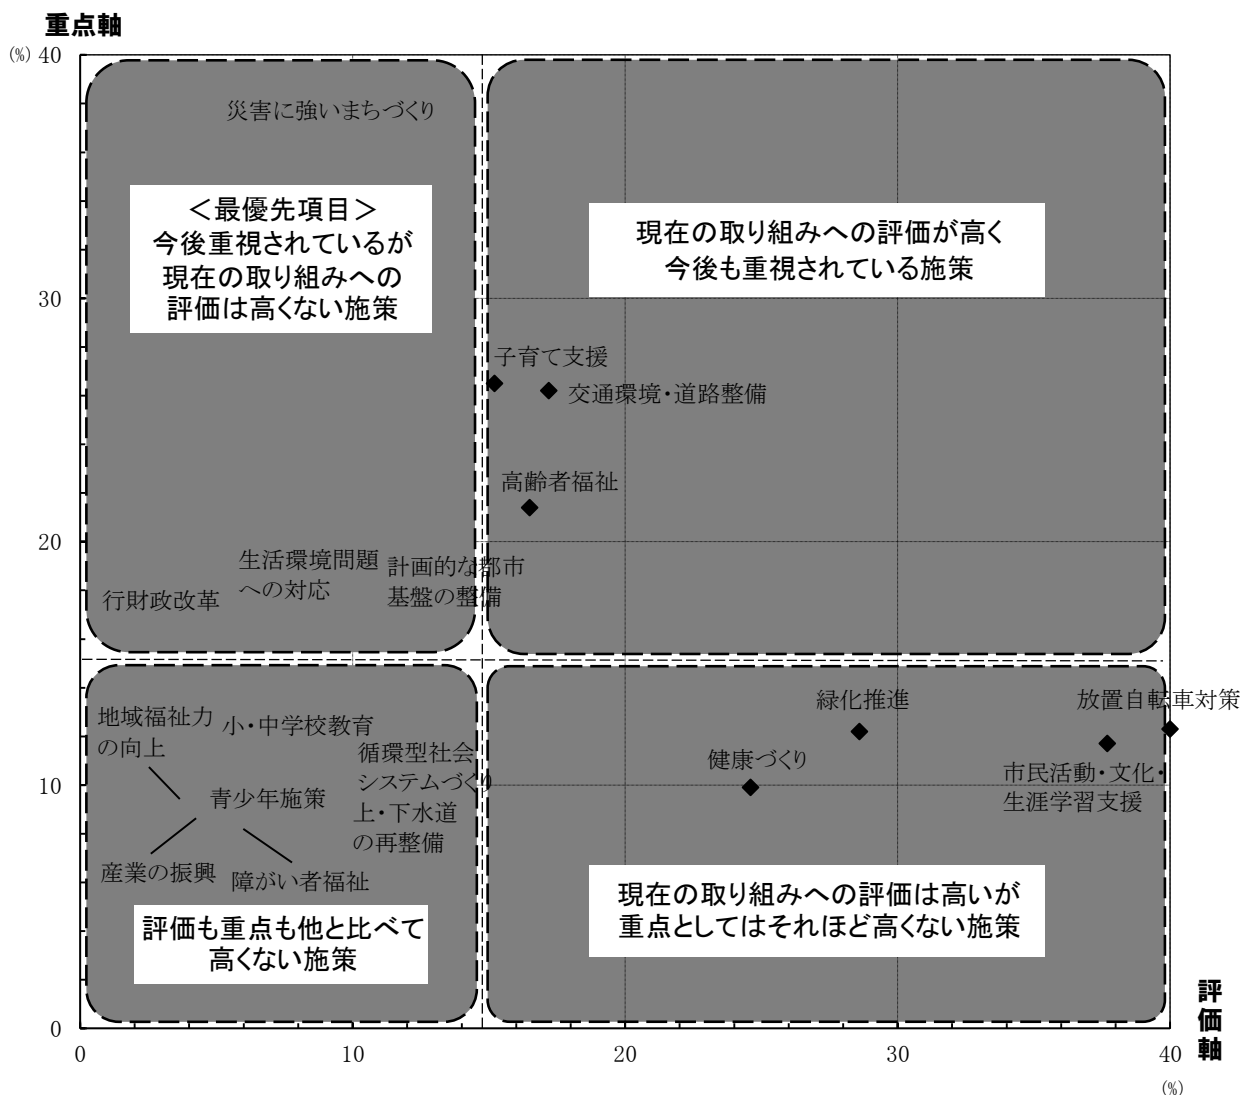 重点軸
(%)
40
災害に強いまちづくり
<最優先項目>
今後重視されているが
現在の取り組みへの
評価は高くない施策
現在の取り組みへの評価が高く
今後も重視されている施策
30
子育て支援
交通環境・道路整備
高齢者福祉
20
生活環境問題
への対応
計画的な都市
基盤の整備
行財政改革
地域福祉力
の向上
小・中学校教育
循環型社会
システムづくり
上・下水道
の再整備
緑化推進
放置自転車対策
健康づくり
市民活動・文化・
生涯学習支援
10
青少年施策
産業の振興
障がい者福祉
評価も重点も他と比べて
高くない施策
現在の取り組みへの評価は高いが
重点としてはそれほど高くない施策
0
0
10
20
30
40
(%)
評価軸